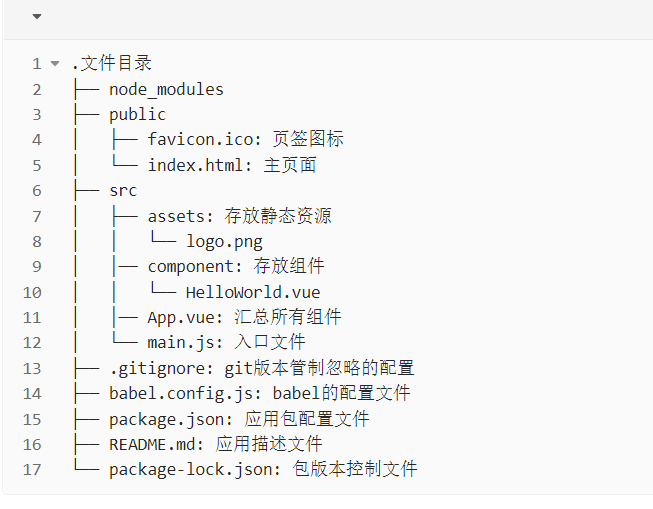 1 .文件目录
2 ├── node_modules
3 ├── public
4 │   ├── favicon.ico: 页签图标
5 │   └── index.html: 主页面
6 ├── src
7 │   ├── assets: 存放静态资源
8 │   │   └── logo.png
9 │   │── component: 存放组件
10 │   │   └── HelloWorld.vue
11 │   │── App.vue: 汇总所有组件
12 │   └── main.js: 入口文件
13 ├── .gitignore: git版本管制忽略的配置
14 ├── babel.config.js: babel的配置文件
15 ├── package.json: 应用包配置文件
16 ├── README.md: 应用描述文件
17 └── package-lock.json: 包版本控制文件